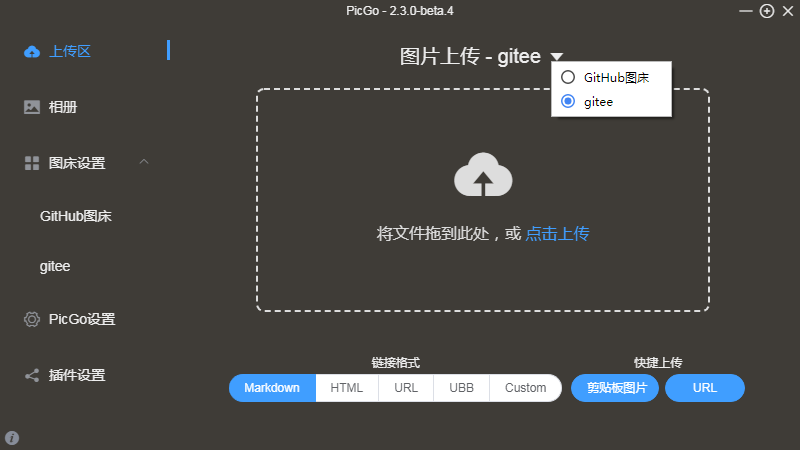 PicGo - 2.3.0-beta.4
上传区
相册
图床设置
GitHub图床
gitee
PicGo设置
插件设置
图片上传 - gitee
GitHub图床
gitee
将文件拖到此处，或 点击上传
链接格式
Markdown HTML URL UBB Custom
快捷上传
剪贴板图片 URL